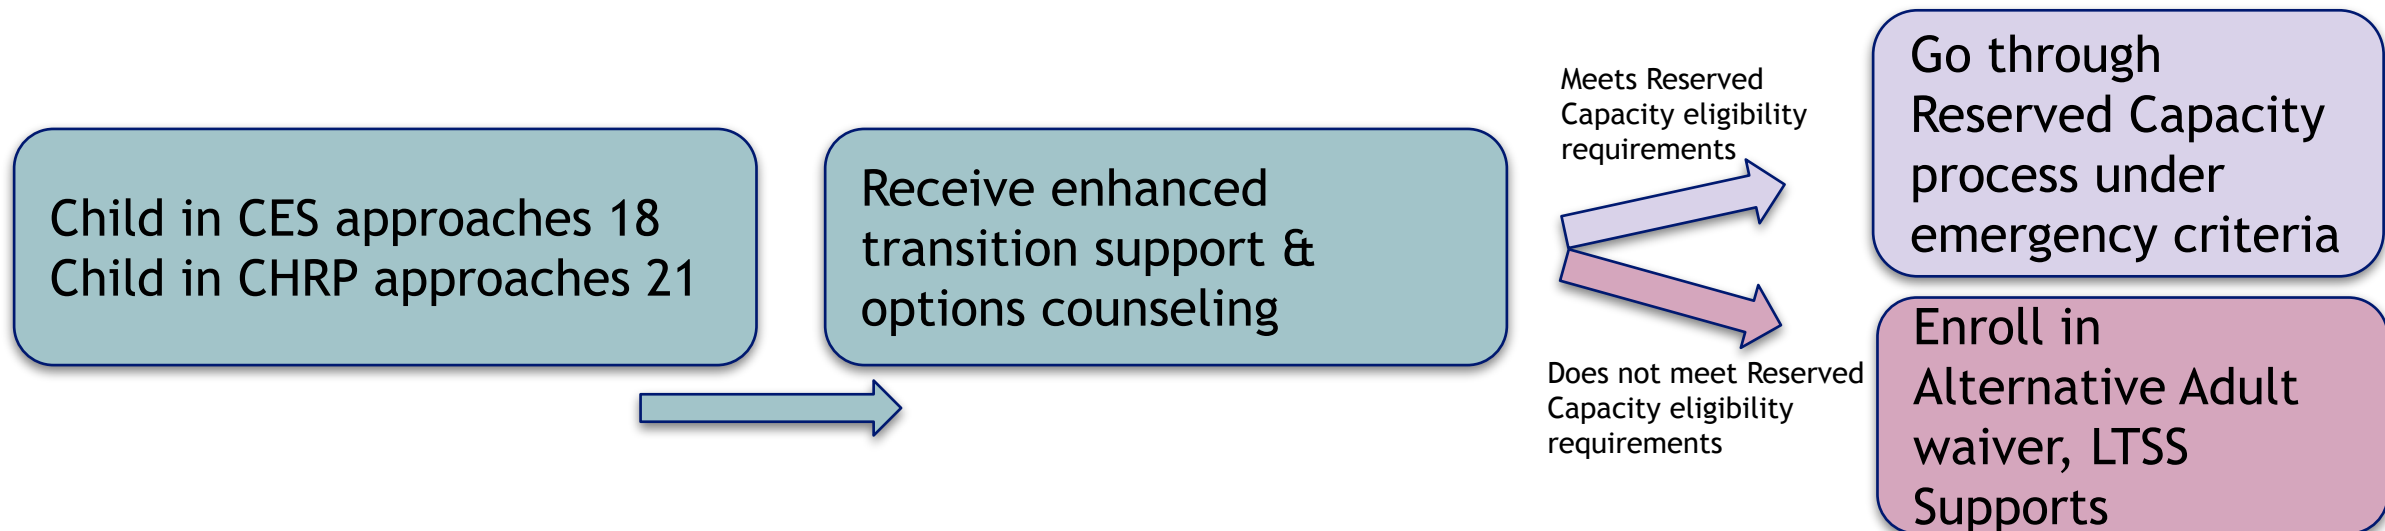 Child in CES approaches 18
Child in CHRP approaches 21
Receive enhanced
transition support &
options counseling
Meets Reserved
Capacity eligibility
requirements
Go through
Reserved Capacity
process under
emergency criteria
Does not meet Reserved
Capacity eligibility
requirements
Enroll in
Alternative Adult
waiver, LTSS
Supports